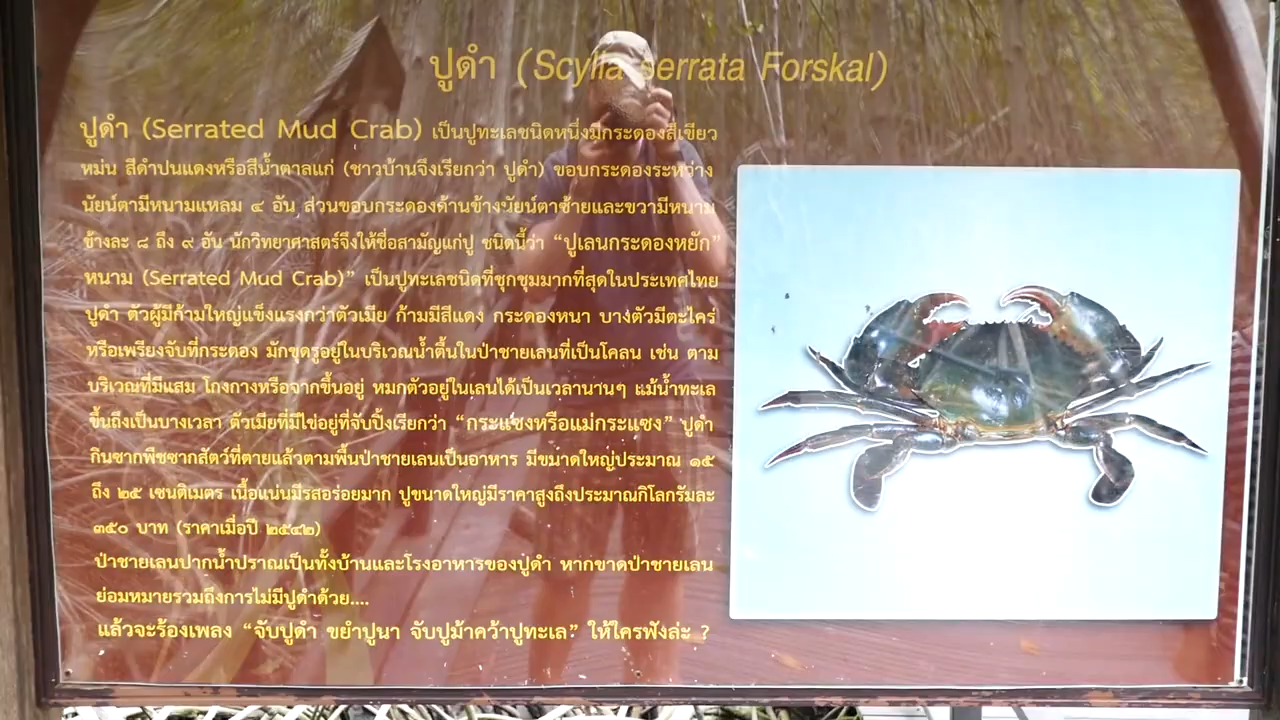 ปูดำ (Scylla serrata Forskal)
ปูดำ (Serrated Mud Crab) เป็นปูทะเลชนิดหนึ่งมีกระดองสีเขียว
หม่น สีดำปนแดงหรือสีน้ำตาลแก่ (ชาวบ้านจึงเรียกว่า ปูดำ) ขอบกระดองระหว่าง
นัยน์ตามีหนามแหลม ๔ อัน ส่วนขอบกระดองด้านข้างนัยน์ตาซ้ายและขวามีหนาม
ข้างละ ๘ ถึง ๙ อัน นักวิทยาศาสตร์จึงให้ชื่อสามัญแก่ปู ชนิดนี้ว่า “ปูเลนกระดองหยัก”
หนาม (Serrated Mud Crab)” เป็นปูทะเลชนิดที่ชุกชุมมากที่สุดในประเทศไทย
ปูดำ ตัวผู้มีก้ามใหญ่แข็งแรงกว่าตัวเมีย ก้ามมีสีแดง กระดองหนา บางตัวมีตะไคร่
หรือเพรียงจับที่กระดอง มักขุดรูอยู่ในบริเวณน้ำตื้นในป่าชายเลนที่เป็นโคลน เช่น ตาม
บริเวณที่มีแสม โกงกางหรือจากขึ้นอยู่ หมกตัวอยู่ในเลนได้เป็นเวลานานๆ แม้น้ำทะเล
ขึ้นถึงเป็นบางเวลา ตัวเมียที่มีไข่อยู่ที่จับปิ้งเรียกว่า “กระแซงหรือแม่กระแซง” ปูดำ
กินซากพืชซากสัตว์ที่ตายแล้วตามพื้นป่าชายเลนเป็นอาหาร มีขนาดใหญ่ประมาณ ๑๕
ถึง ๒๕ เซนติเมตร เนื้อแน่นมีรสอร่อยมาก ปูขนาดใหญ่มีราคาสูงถึงประมาณกิโลกรัมละ
๓๕๐ บาท (ราคาเมื่อปี ๒๕๔๒)
ป่าชายเลนปากน้ำปราณเป็นทั้งบ้านและโรงอาหารของปูดำ หากขาดป่าชายเลน
ย่อมหมายรวมถึงการไม่มีปูดำด้วย....
แล้วจะร้องเพลง “จับปูดำ ขยำปูนา จับปูม้าคว้าปูทะเล” ให้ใครฟังล่ะ ?